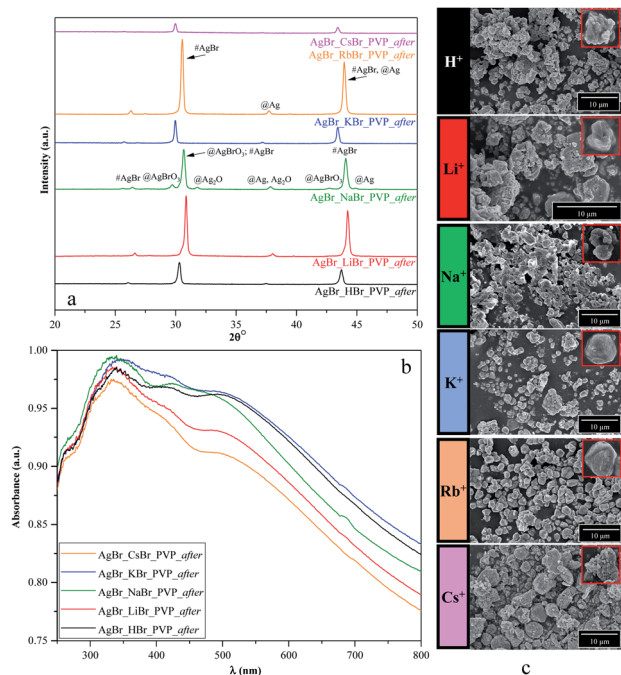 a
AgBr_CsBr_PVP_after
AgBr_RbBr_PVP_after
#AgBr
#AgBr, @Ag
@Ag
AgBr_KBr_PVP_after
@AgBrO3; #AgBr
#AgBr
#AgBr
@AgBrO3
@Ag2O
@Ag, Ag2O
@AgBrO3
@Ag
AgBr_NaBr_PVP_after
AgBr_LiBr_PVP_after
AgBr_HBr_PVP_after
Intensity (a.u.)
20 25 30 35 40 45 50
2θ°
b
1.00
0.95
0.90
0.85
0.80
0.75
Absorbance (a.u.)
AgBr_CsBr_PVP_after
AgBr_KBr_PVP_after
AgBr_NaBr_PVP_after
AgBr_LiBr_PVP_after
AgBr_HBr_PVP_after
300 400 500 600 700 800
λ (nm)
H+
10 μm
Li+
10 μm
Na+
10 μm
K+
10 μm
Rb+
10 μm
Cs+
10 μm
c